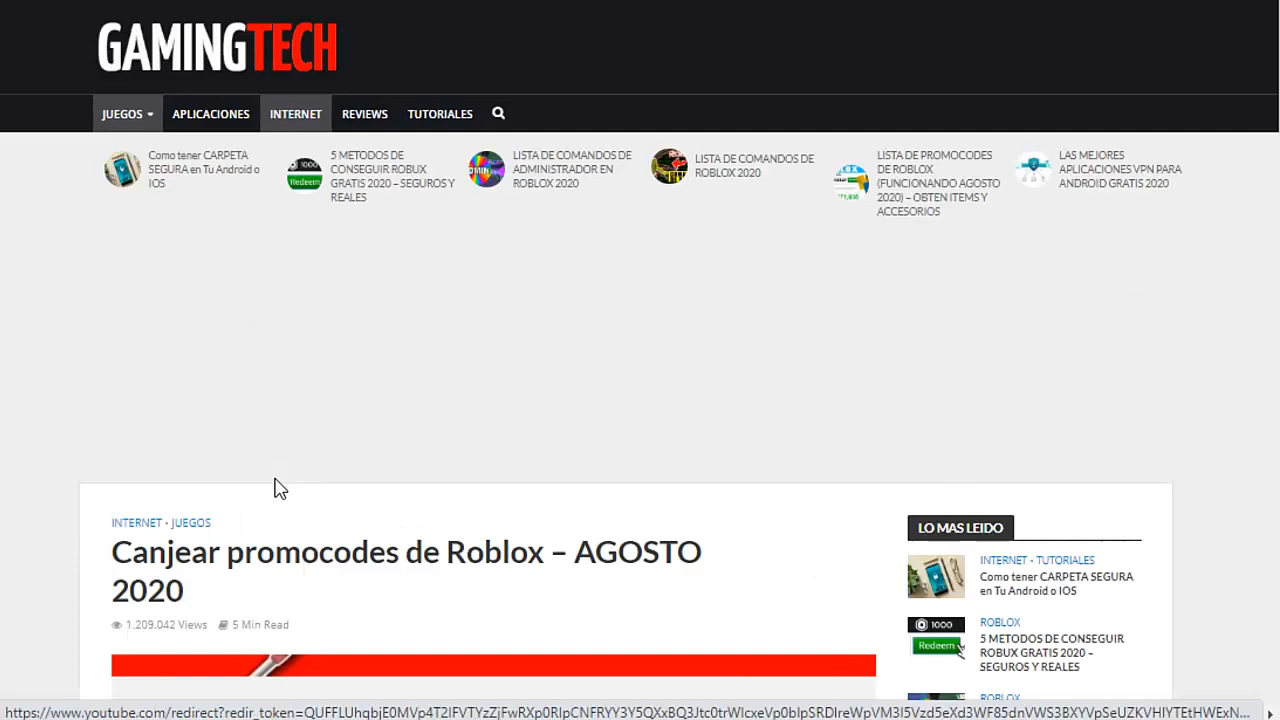 GAMINGTECH
JUEGOS
APLICACIONES
INTERNET
REVIEWS
TUTORIALES
Como tener CARPETA
SEGURA en Tu Android o
IOS
1000
Redeem
5 METODOS DE
CONSEGUIR ROBUX
GRATIS 2020 – SEGUROS Y
REALES
LISTA DE COMANDOS DE
ADMINISTRADOR EN
ROBLOX 2020
LISTA DE COMANDOS DE
ROBLOX 2020
LISTA DE PROMOCODES
DE ROBLOX
(FUNCIONANDO AGOSTO
2020) – OBTEN ITEMS Y
ACCESORIOS
LAS MEJORES
APLICACIONES VPN PARA
ANDROID GRATIS 2020
INTERNET • JUEGOS
Canjear promocodes de Roblox – AGOSTO
2020
1.209.042 Views
5 Min Read
LO MAS LEIDO
INTERNET • TUTORIALES
Como tener CARPETA SEGURA
en Tu Android o IOS
1000
Redeem
ROBLOX
5 METODOS DE CONSEGUIR
ROBUX GRATIS 2020 –
SEGUROS Y REALES
ROBLOX